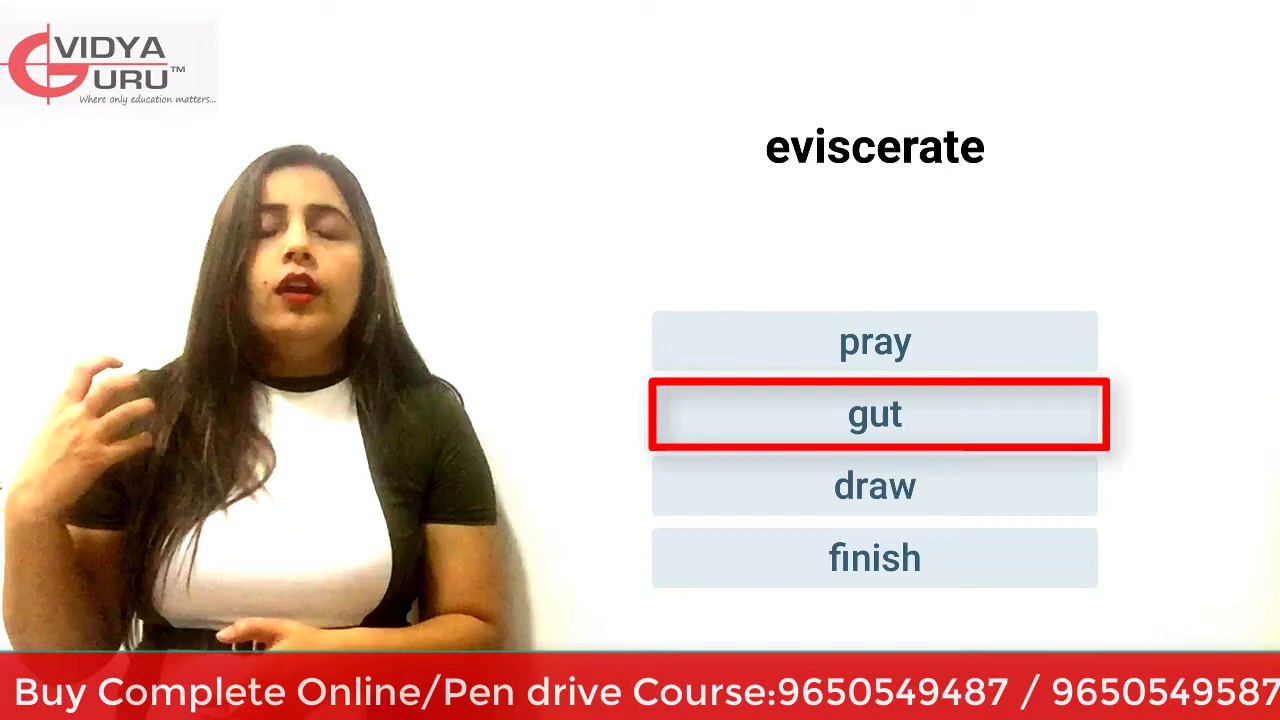 VIDYA
GURU™
Where only education matters...
eviscerate
pray
gut
draw
finish
Buy Complete Online/Pen drive Course:9650549487 / 9650549587